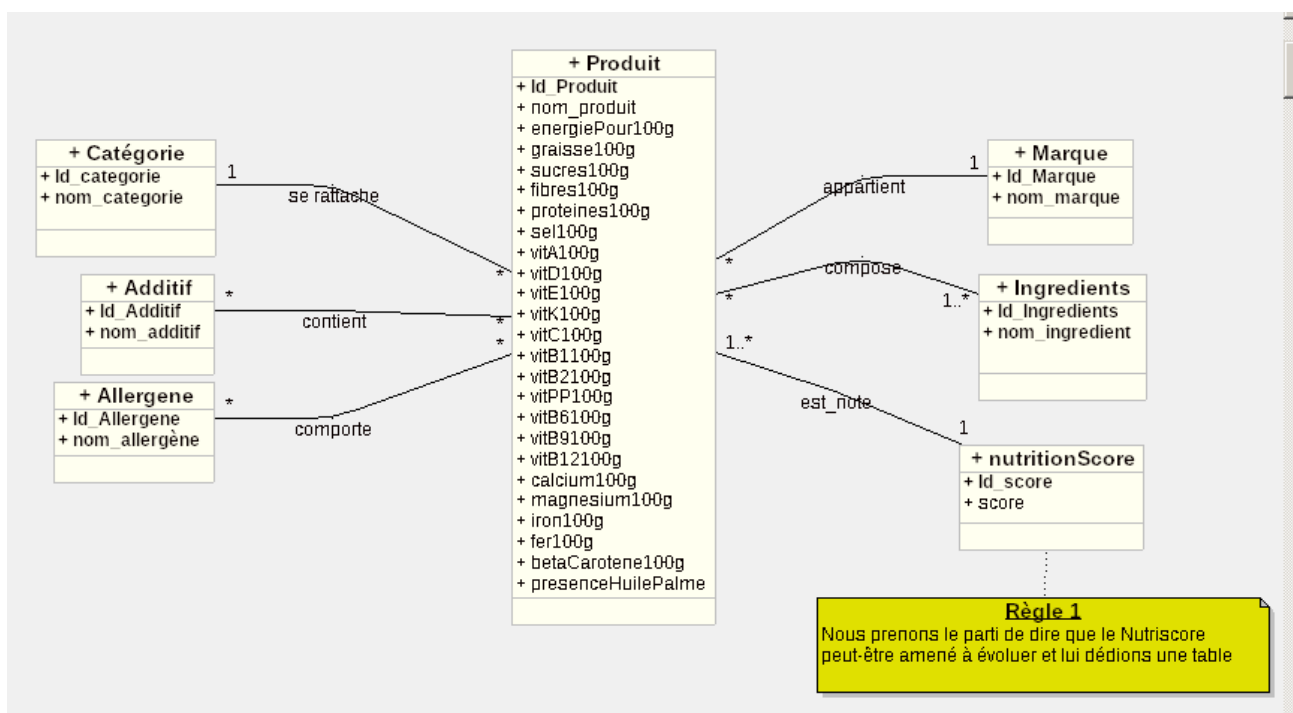 + Produit
+ Id_Produit
+ nom_produit
+ energiePour100g
+ graisse100g
+ sucres100g
+ fibres100g
+ proteines100g
+ sel100g
+ vitA100g
+ vitD100g
+ vitE100g
+ vitK100g
+ vitC100g
+ vitB1100g
+ vitB2100g
+ vitPP100g
+ vitB6100g
+ vitB9100g
+ vitB12100g
+ calcium100g
+ magnesium100g
+ iron100g
+ fer100g
+ betaCarotene100g
+ presenceHuilePalme
+ Catégorie
+ Id_categorie
+ nom_categorie
1
se rattache
*
+ Additif
+ Id_Additif
+ nom_additif
*
contient
*
+ Allergene
+ Id_Allergene
+ nom_allergène
*
comporte
*
+ Marque
+ Id_Marque
+ nom_marque
1
appartient
*
+ Ingredients
+ Id_Ingredients
+ nom_ingredient
1..*
compose
*
+ nutritionScore
+ Id_score
+ score
1
est_note
1..*
Règle 1
Nous prenons le parti de dire que le Nutriscore
peut-être amené à évoluer et lui dédions une table